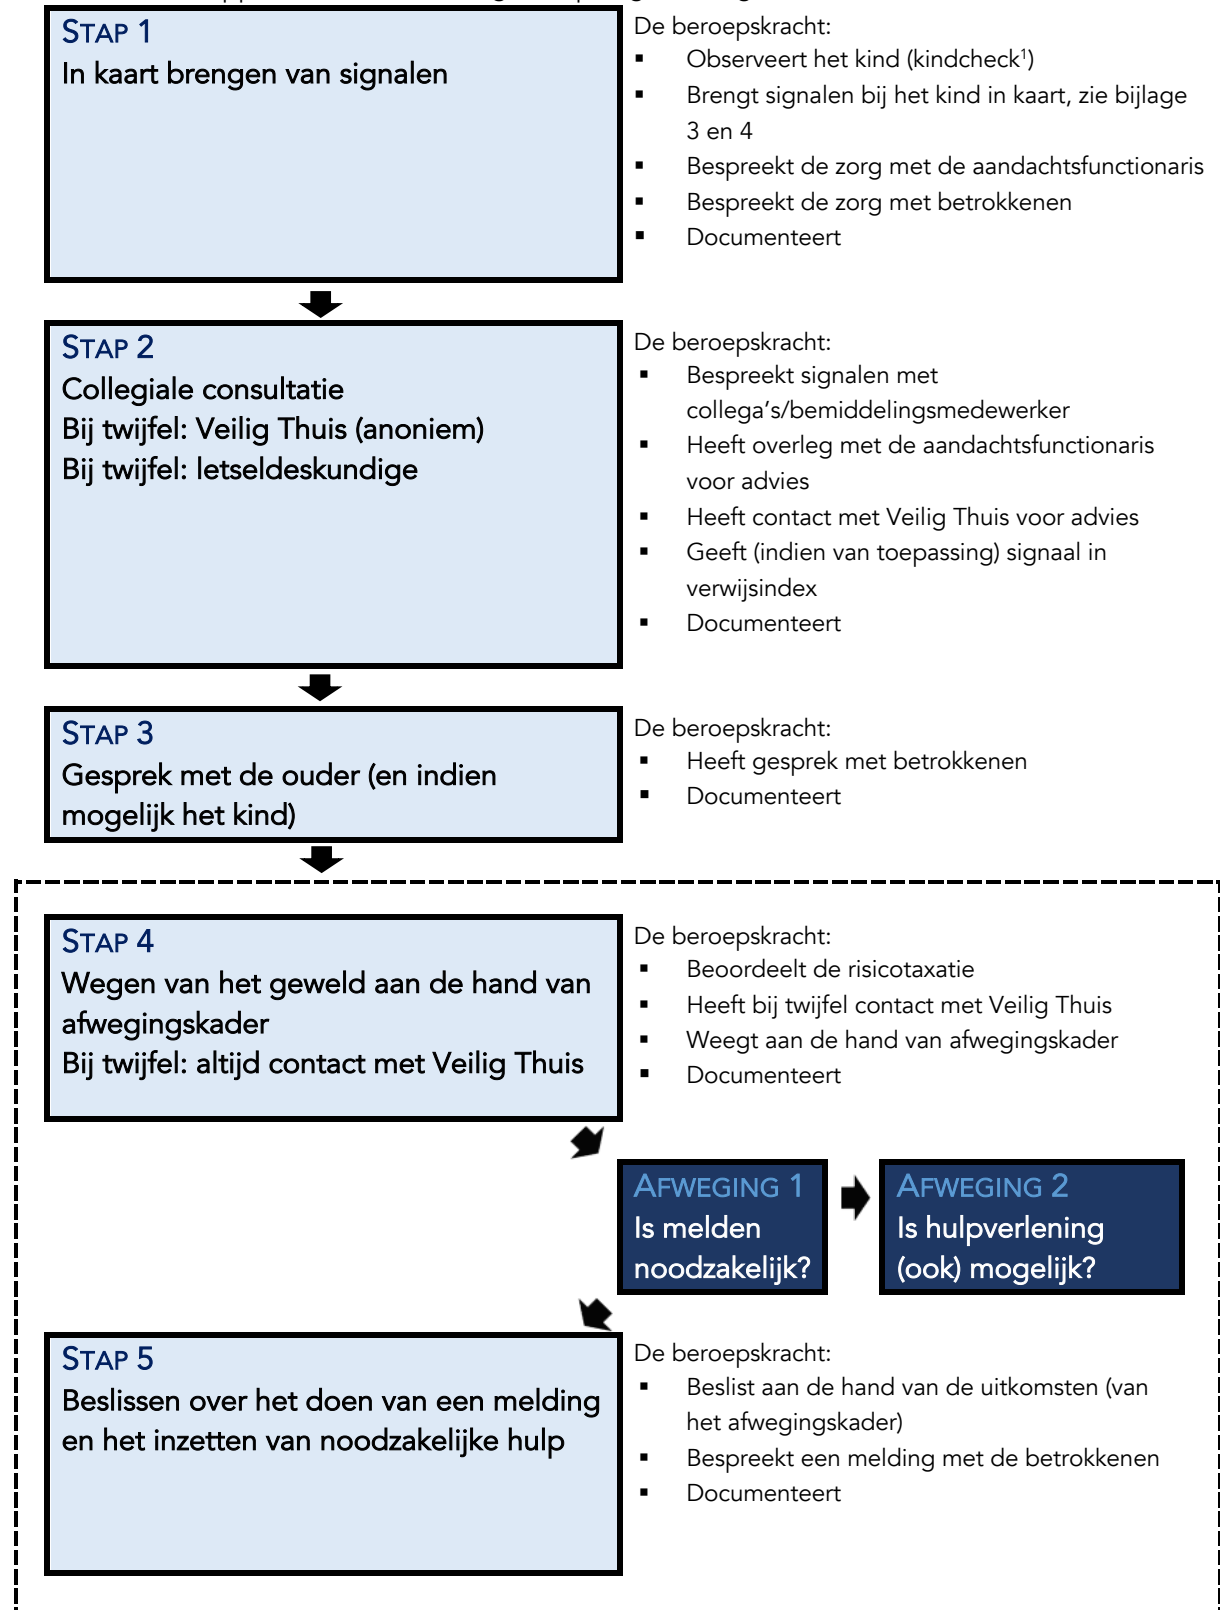 STAP 1
In kaart brengen van signalen
De beroepskracht:
▪ Observeert het kind (kindcheck¹)
▪ Brengt signalen bij het kind in kaart, zie bijlage
3 en 4
▪ Bespreekt de zorg met de aandachtsfunctionaris
▪ Bespreekt de zorg met betrokkenen
▪ Documenteert
STAP 2
Collegiale consultatie
Bij twijfel: Veilig Thuis (anoniem)
Bij twijfel: letseldeskundige
De beroepskracht:
▪ Bespreekt signalen met
collega’s/bemiddelingsmedewerker
▪ Heeft overleg met de aandachtsfunctionaris
voor advies
▪ Heeft contact met Veilig Thuis voor advies
▪ Geeft (indien van toepassing) signaal in
verwijsindex
▪ Documenteert
STAP 3
Gesprek met de ouder (en indien
mogelijk het kind)
De beroepskracht:
▪ Heeft gesprek met betrokkenen
▪ Documenteert
STAP 4
Wegen van het geweld aan de hand van
afwegingskader
Bij twijfel: altijd contact met Veilig Thuis
De beroepskracht:
▪ Beoordeelt de risicotaxatie
▪ Heeft bij twijfel contact met Veilig Thuis
▪ Weegt aan de hand van afwegingskader
▪ Documenteert
AFWEGING 1
Is melden
noodzakelijk?
AFWEGING 2
Is hulpverlening
(ook) mogelijk?
STAP 5
Beslissen over het doen van een melding
en het inzetten van noodzakelijke hulp
De beroepskracht:
▪ Beslist aan de hand van de uitkomsten (van
het afwegingskader)
▪ Bespreekt een melding met de betrokkenen
▪ Documenteert